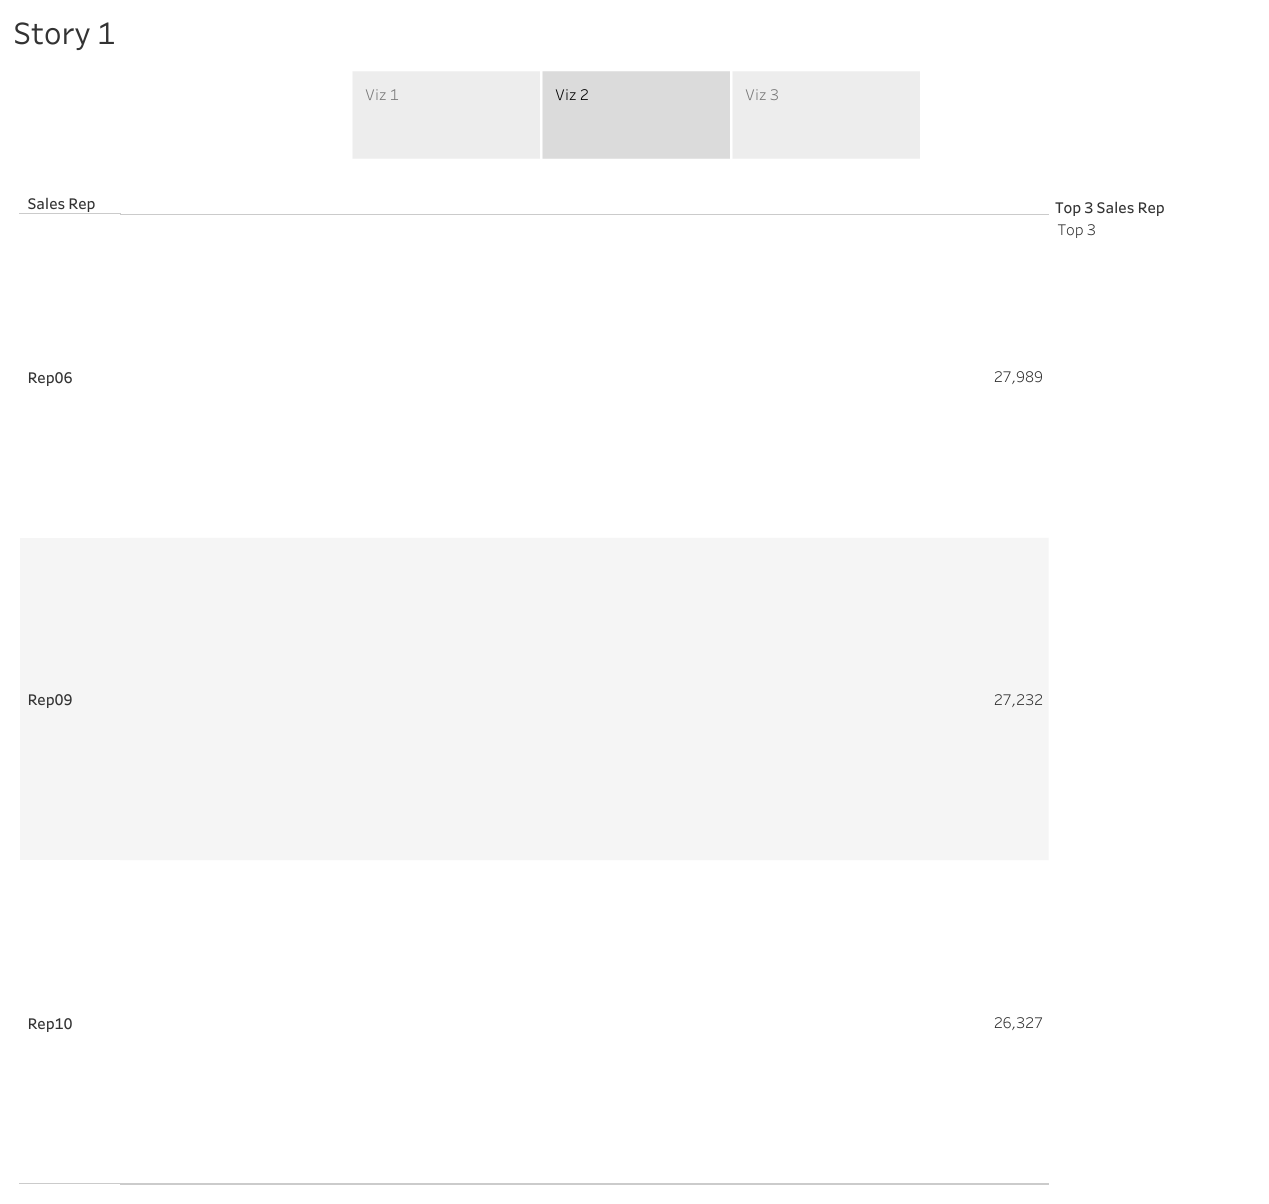 Story 1
Viz 1
Viz 2
Viz 3
Sales Rep
Top 3 Sales Rep
Top 3
Rep06 27,989
Rep09 27,232
Rep10 26,327